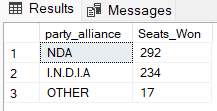 Results Messages
party_alliance Seats_Won
1 NDA 292
2 I.N.D.I.A 234
3 OTHER 17